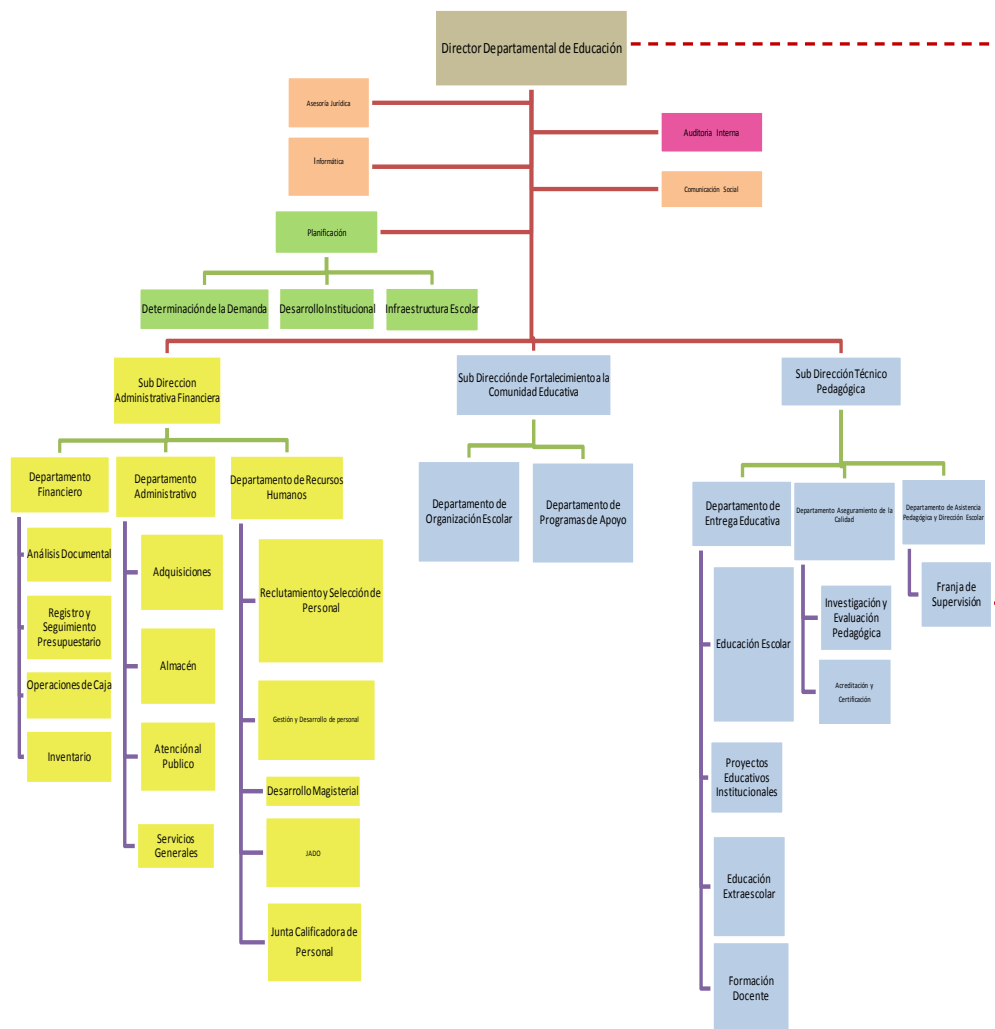 Director Departamental de Educación
Asesoría Jurídica
Auditoria Interna
Informática
Comunicación Social
Planificación
Determinación de la Demanda
Desarrollo Institucional
Infraestructura Escolar
Sub Direccion
Administrativa Financiera
Sub Dirección de Fortalecimiento a la
Comunidad Educativa
Sub Dirección Técnico
Pedagógica
Departamento
Financiero
Departamento
Administrativo
Departamento de Recursos
Humanos
Departamento de
Organización Escolar
Departamento de
Programas de Apoyo
Departamento de
Entrega Educativa
Departamento Aseguramiento de la
Calidad
Departamento de Asistencia
Pedagógica y Dirección Escolar
Análisis Documental
Registro y
Seguimiento
Presupuestario
Operaciones de Caja
Inventario
Adquisiciones
Almacén
Atención al
Publico
Servicios
Generales
Reclutamiento y Selección de
Personal
Gestión y Desarrollo de personal
Desarrollo Magisterial
JADO
Junta Calificadora de
Personal
Educación Escolar
Proyectos
Educativos
Institucionales
Educación
Extraescolar
Formación
Docente
Investigación y
Evaluación
Pedagógica
Acreditación y
Certificación
Franja de
Supervisión